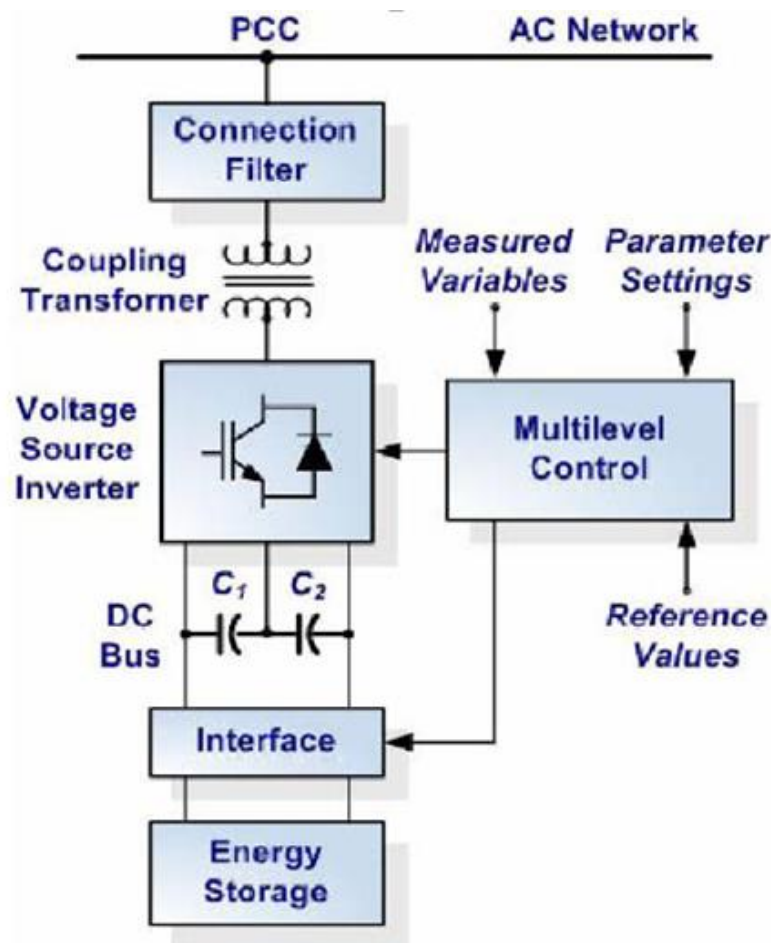 PCC
AC Network
Connection
Filter
Coupling
Transforner
Measured
Variables
Parameter
Settings
Voltage
Source
Inverter
Multilevel
Control
C1
C2
DC
Bus
Reference
Values
Interface
Energy
Storage